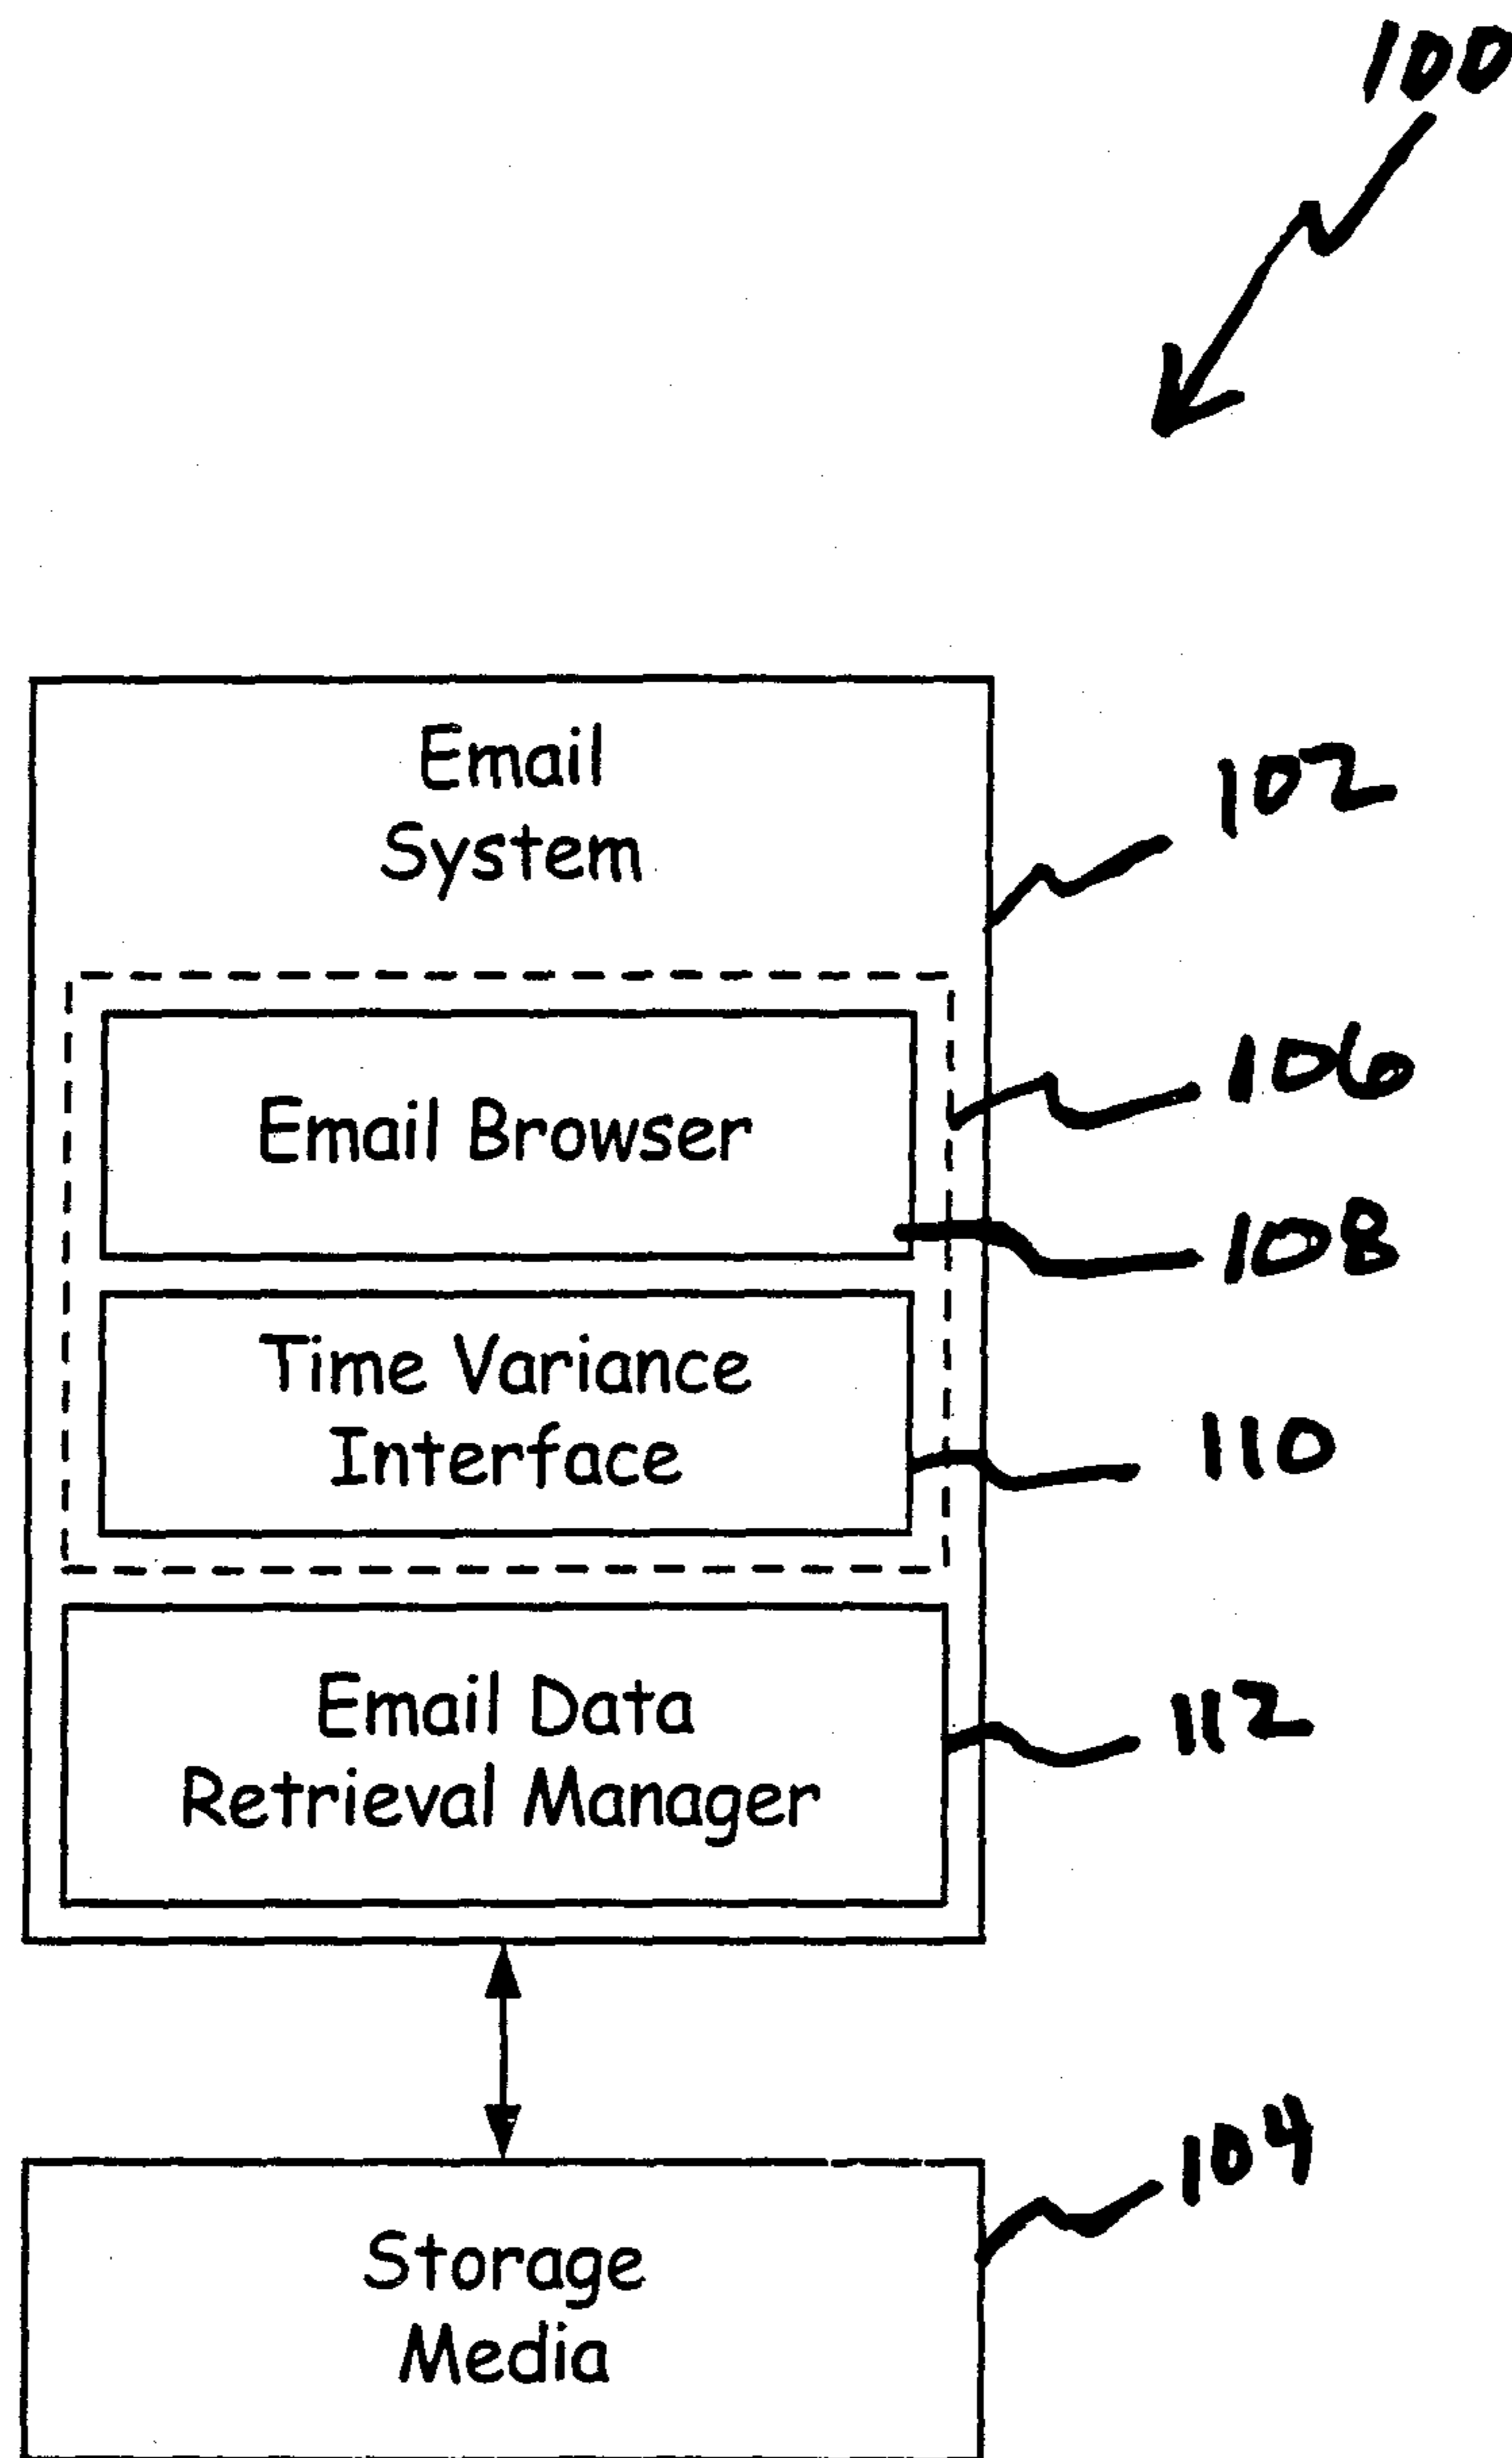 100
Email
System
102
106
Email Browser
108
Time Variance
Interface
110
Email Data
Retrieval Manager
112
104
Storage
Media